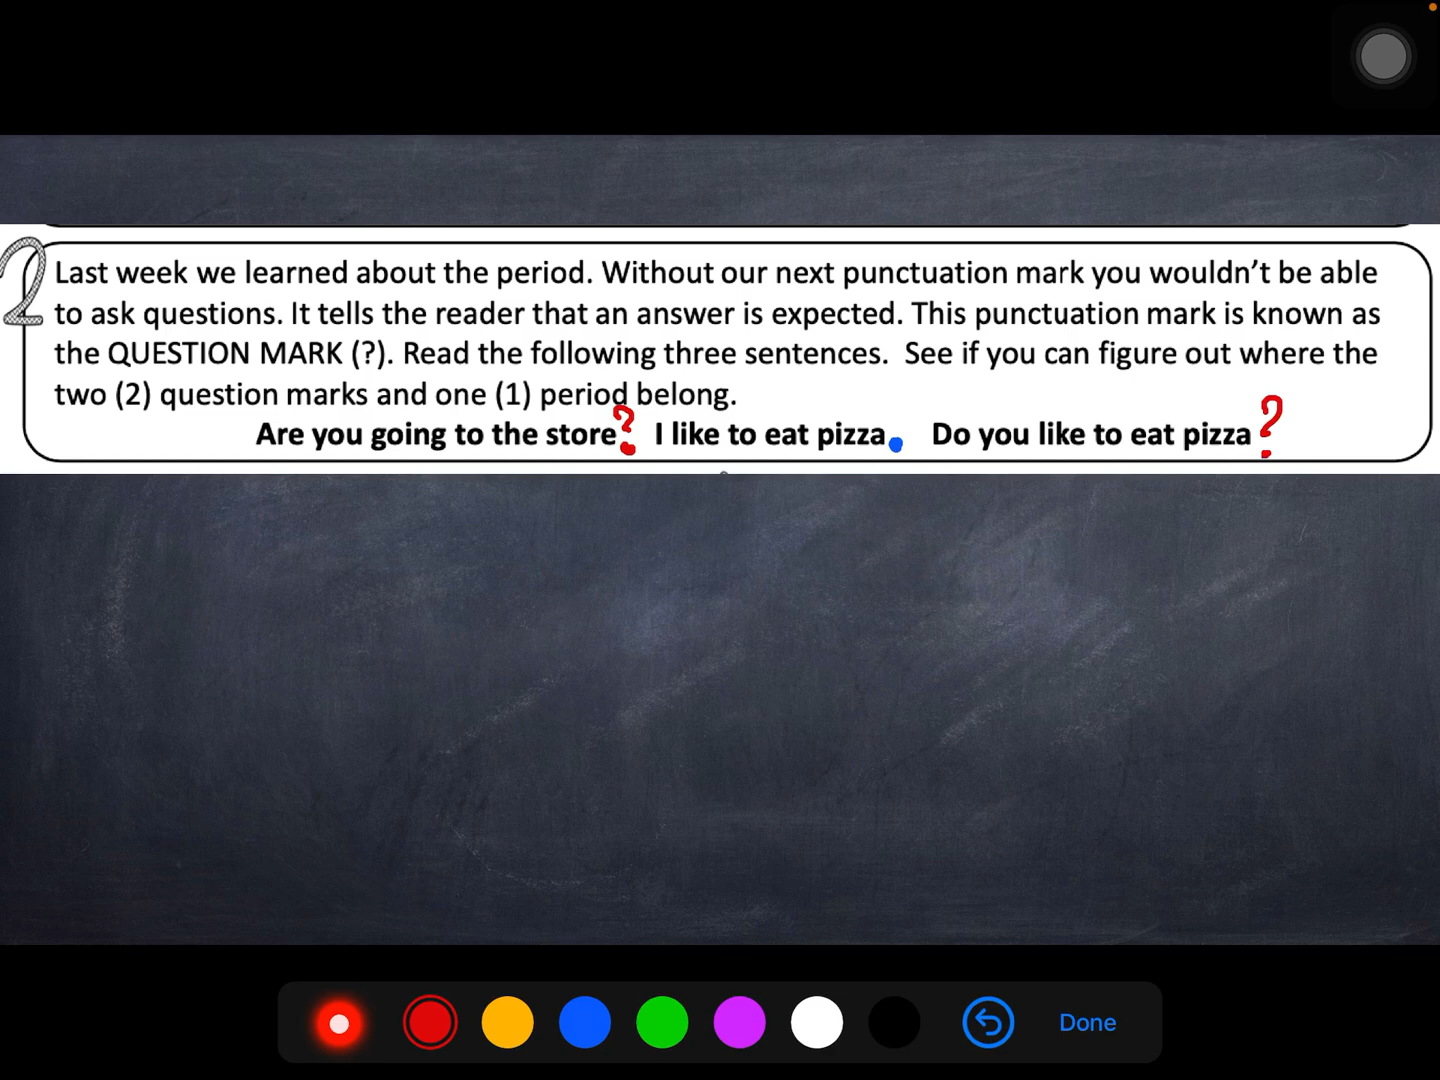 2
Last week we learned about the period. Without our next punctuation mark you wouldn’t be able
to ask questions. It tells the reader that an answer is expected. This punctuation mark is known as
the QUESTION MARK (?). Read the following three sentences.  See if you can figure out where the
two (2) question marks and one (1) period belong.
Are you going to the store?  I like to eat pizza.  Do you like to eat pizza?
Done